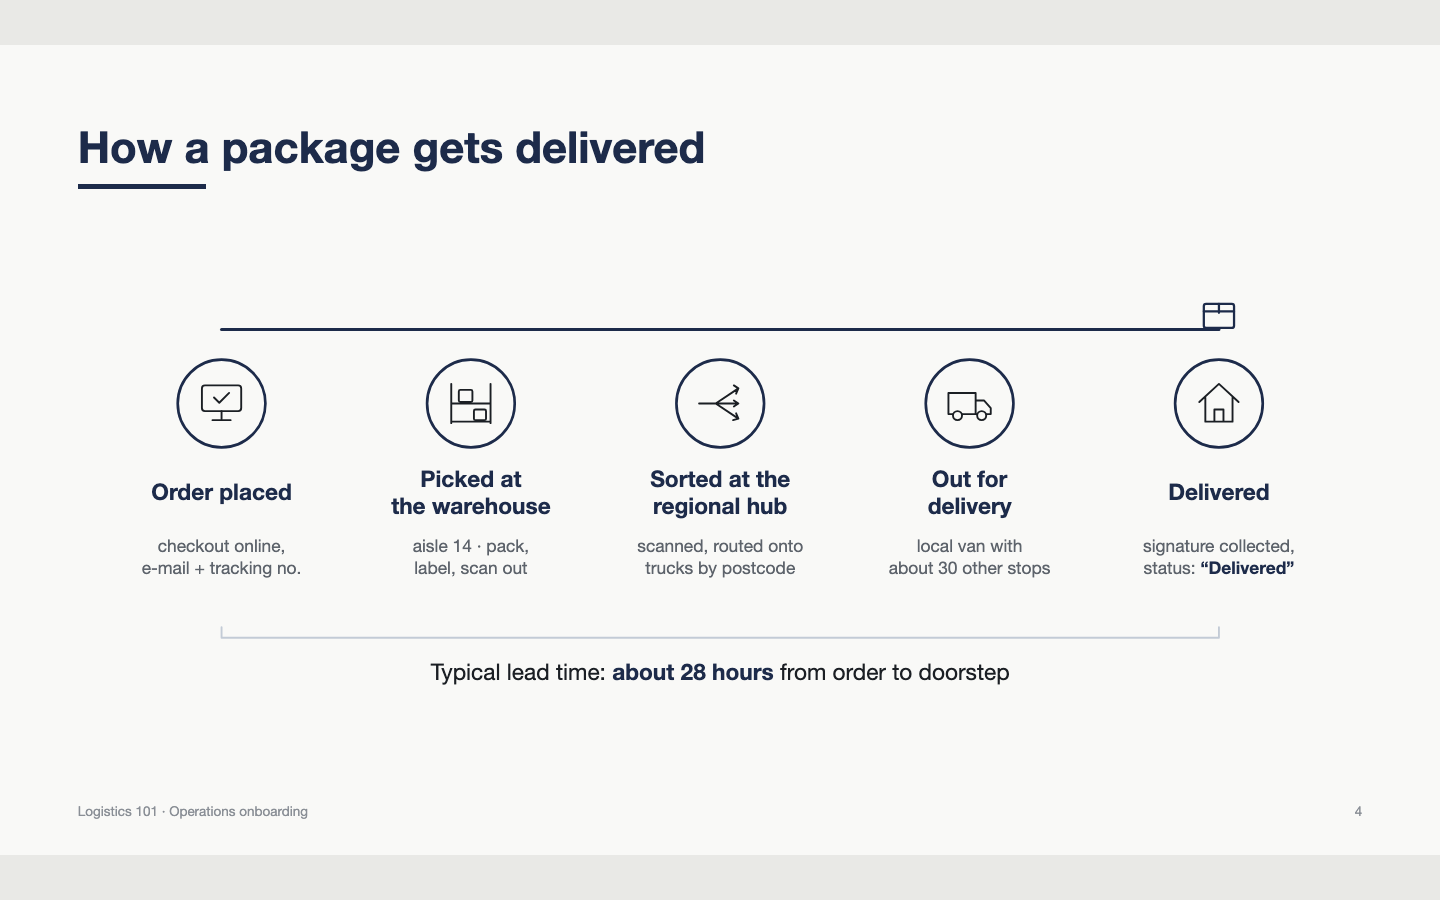 How a package gets delivered
Order placed
checkout online,
e-mail + tracking no.
Picked at
the warehouse
aisle 14 · pack,
label, scan out
Sorted at the
regional hub
scanned, routed onto
trucks by postcode
Out for
delivery
local van with
about 30 other stops
Delivered
signature collected,
status: “Delivered”
Typical lead time: about 28 hours from order to doorstep
Logistics 101 · Operations onboarding
4